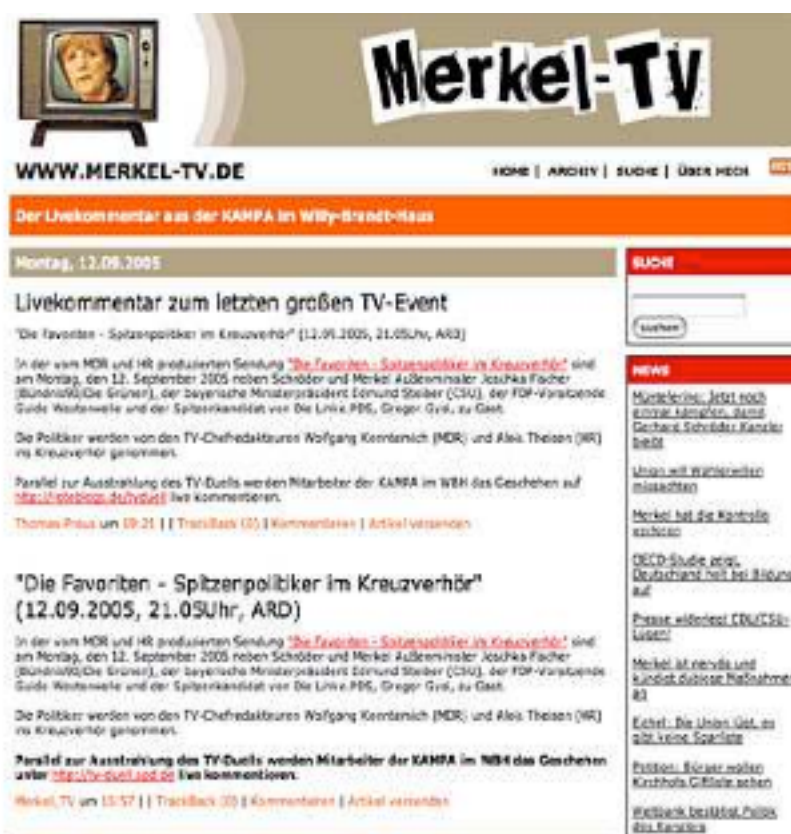 Merkel-TV
WWW.MERKEL-TV.DE
HOME | ARCHIV | SUCHE | ÜBER MICH
Der Livekommentar aus der KAMPA im Willy-Brandt-Haus
Montag, 12.09.2005
Livekommentar zum letzten großen TV-Event
"Die Favoriten - Spitzenpolitiker im Kreuzverhör" (12.09.2005, 21.05Uhr, ARD)
In der vom MDR und HR produzierten Sendung "Die Favoriten - Spitzenpolitiker im Kreuzverhör" sind
am Montag, den 12. September 2005 neben Schröder und Merkel Außenminister Joschka Fischer
(Bündnis90/Die Grünen), der bayerische Ministerpräsident Edmund Stoiber (CSU), der FDP-Vorsitzende
Guido Westerwelle und der Spitzenkandidat von Die Linke.PDS, Gregor Gysi, zu Gast.
Die Politiker werden von den TV-Chefredakteuren Wolfgang Kenntemich (MDR) und Alois Theisen (HR)
ins Kreuzverhör genommen.
Parallel zur Ausstrahlung des TV-Duells werden Mitarbeiter der KAMPA im WBH das Geschehen auf
live kommentieren.
um 09:21 | | TrackBack (0) | Kommentieren | Artikel versenden
"Die Favoriten - Spitzenpolitiker im Kreuzverhör"
(12.09.2005, 21.05Uhr, ARD)
In der vom MDR und HR produzierten Sendung "Die Favoriten - Spitzenpolitiker im Kreuzverhör" sind
am Montag, den 12. September 2005 neben Schröder und Merkel Außenminister Joschka Fischer
(Bündnis90/Die Grünen), der bayerische Ministerpräsident Edmund Stoiber (CSU), der FDP-Vorsitzende
Guido Westerwelle und der Spitzenkandidat von Die Linke.PDS, Gregor Gysi, zu Gast.
Die Politiker werden von den TV-Chefredakteuren Wolfgang Kenntemich (MDR) und Alois Theisen (HR)
ins Kreuzverhör genommen.
Parallel zur Ausstrahlung des TV-Duells werden Mitarbeiter der KAMPA im WBH das Geschehen
unter http://tv-duell.spd.de live kommentieren.
Merkel, TV um 15:57 | | TrackBack (0) | Kommentieren | Artikel versenden
SUCHE
suchen
NEWS
Müntefering: Jetzt noch
einmal kämpfen, damit
Gerhard Schröder Kanzler
bleibt
Union will Wählerwillen
missachten
Merkel hat die Kontrolle
verloren
OECD-Studie zeigt,
Deutschland holt bei Bildung
auf
Presse widerlegt CDU/CSU-
Lügen!
Merkel ist nervös und
kündigt dubiose Maßnahmen
an
Eichel: Die Union lügt, es
gibt keine Sparliste
Petition: Bürger wollen
Kirchhofs Giftliste sehen
Weltbank bestätigt Politik
des Kanzlers